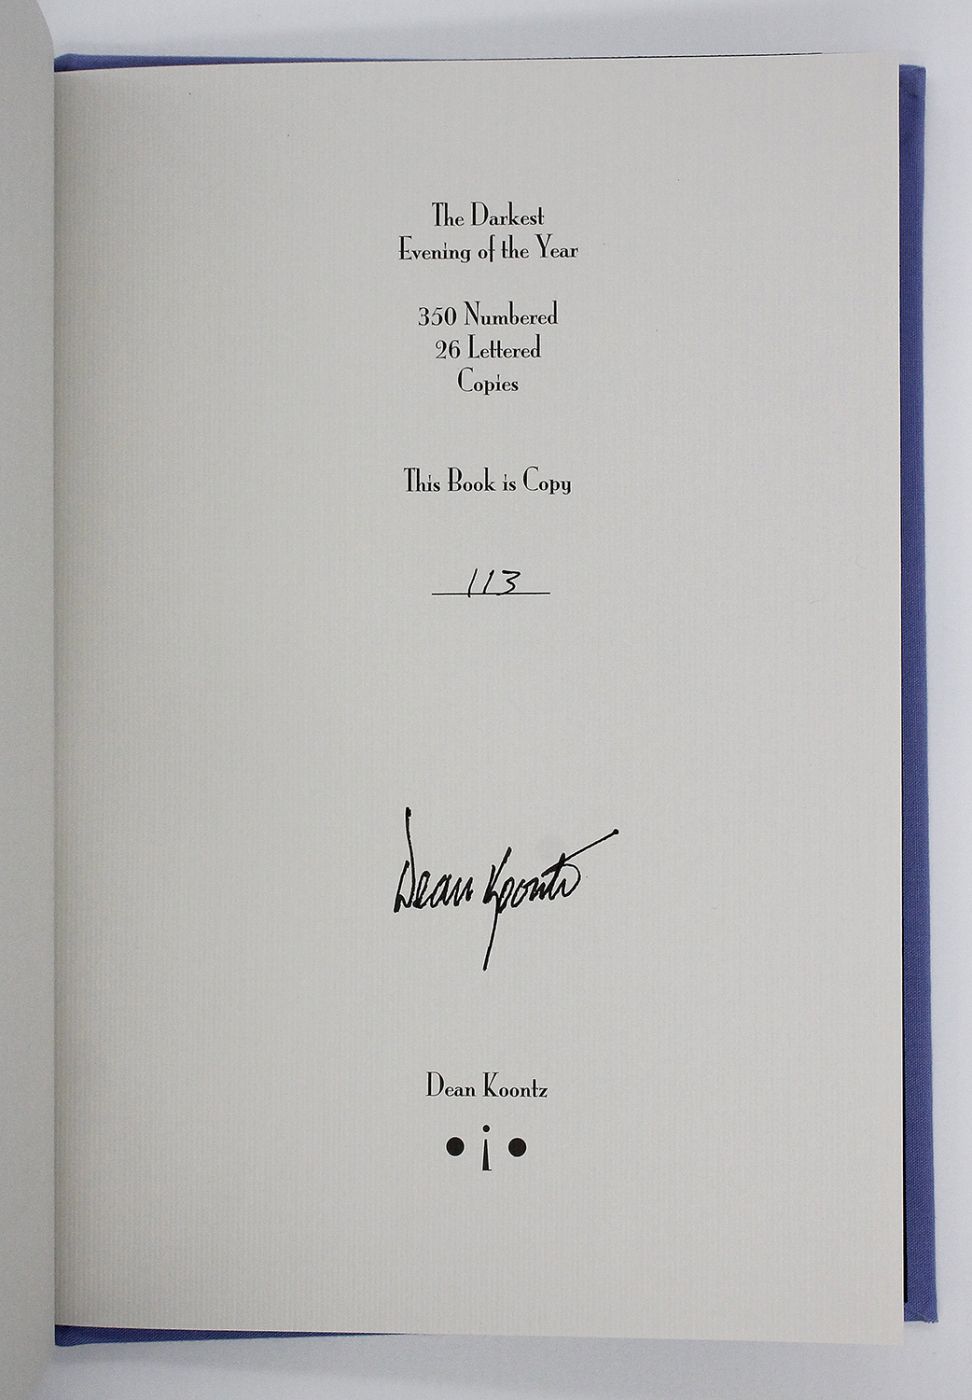 The Darkest
Evening of the Year
350 Numbered
26 Lettered
Copies
This Book is Copy
113
Dean Koontz
Dean Koontz